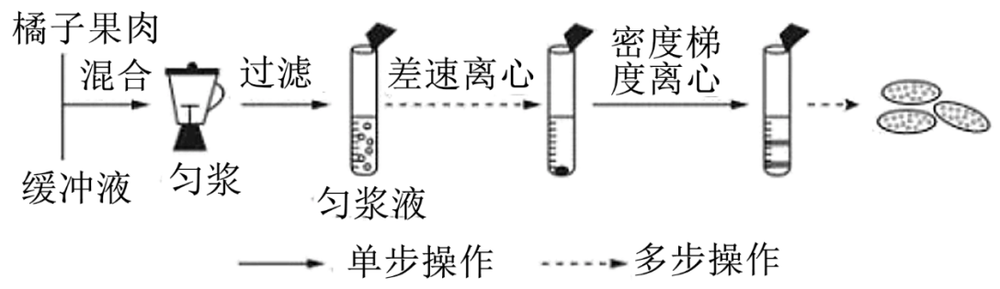 橘子果肉
混合
过滤
差速离心
密度梯
度离心
缓冲液
匀浆
匀浆液
单步操作
多步操作